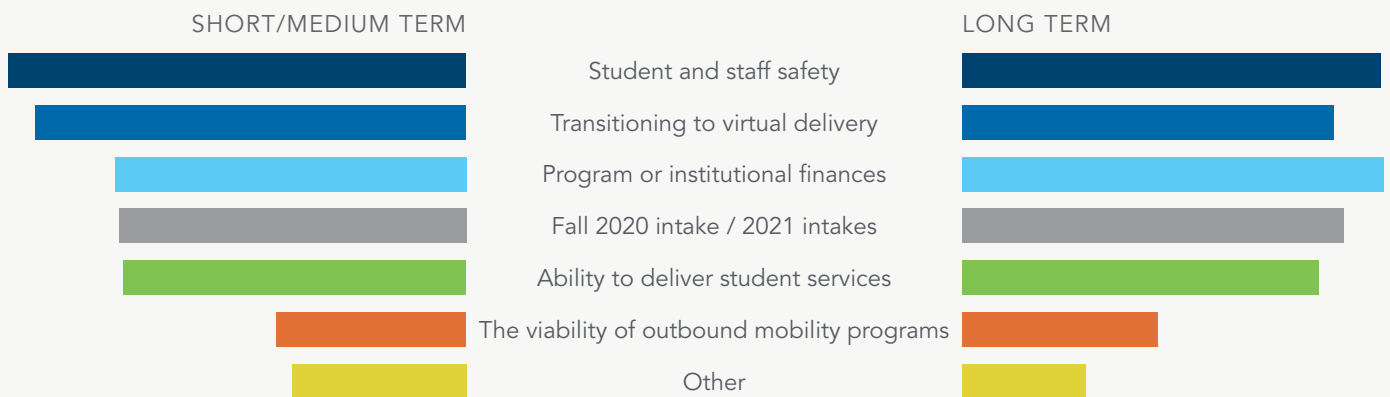 SHORT/MEDIUM TERM
LONG TERM
Student and staff safety
Transitioning to virtual delivery
Program or institutional finances
Fall 2020 intake / 2021 intakes
Ability to deliver student services
The viability of outbound mobility programs
Other